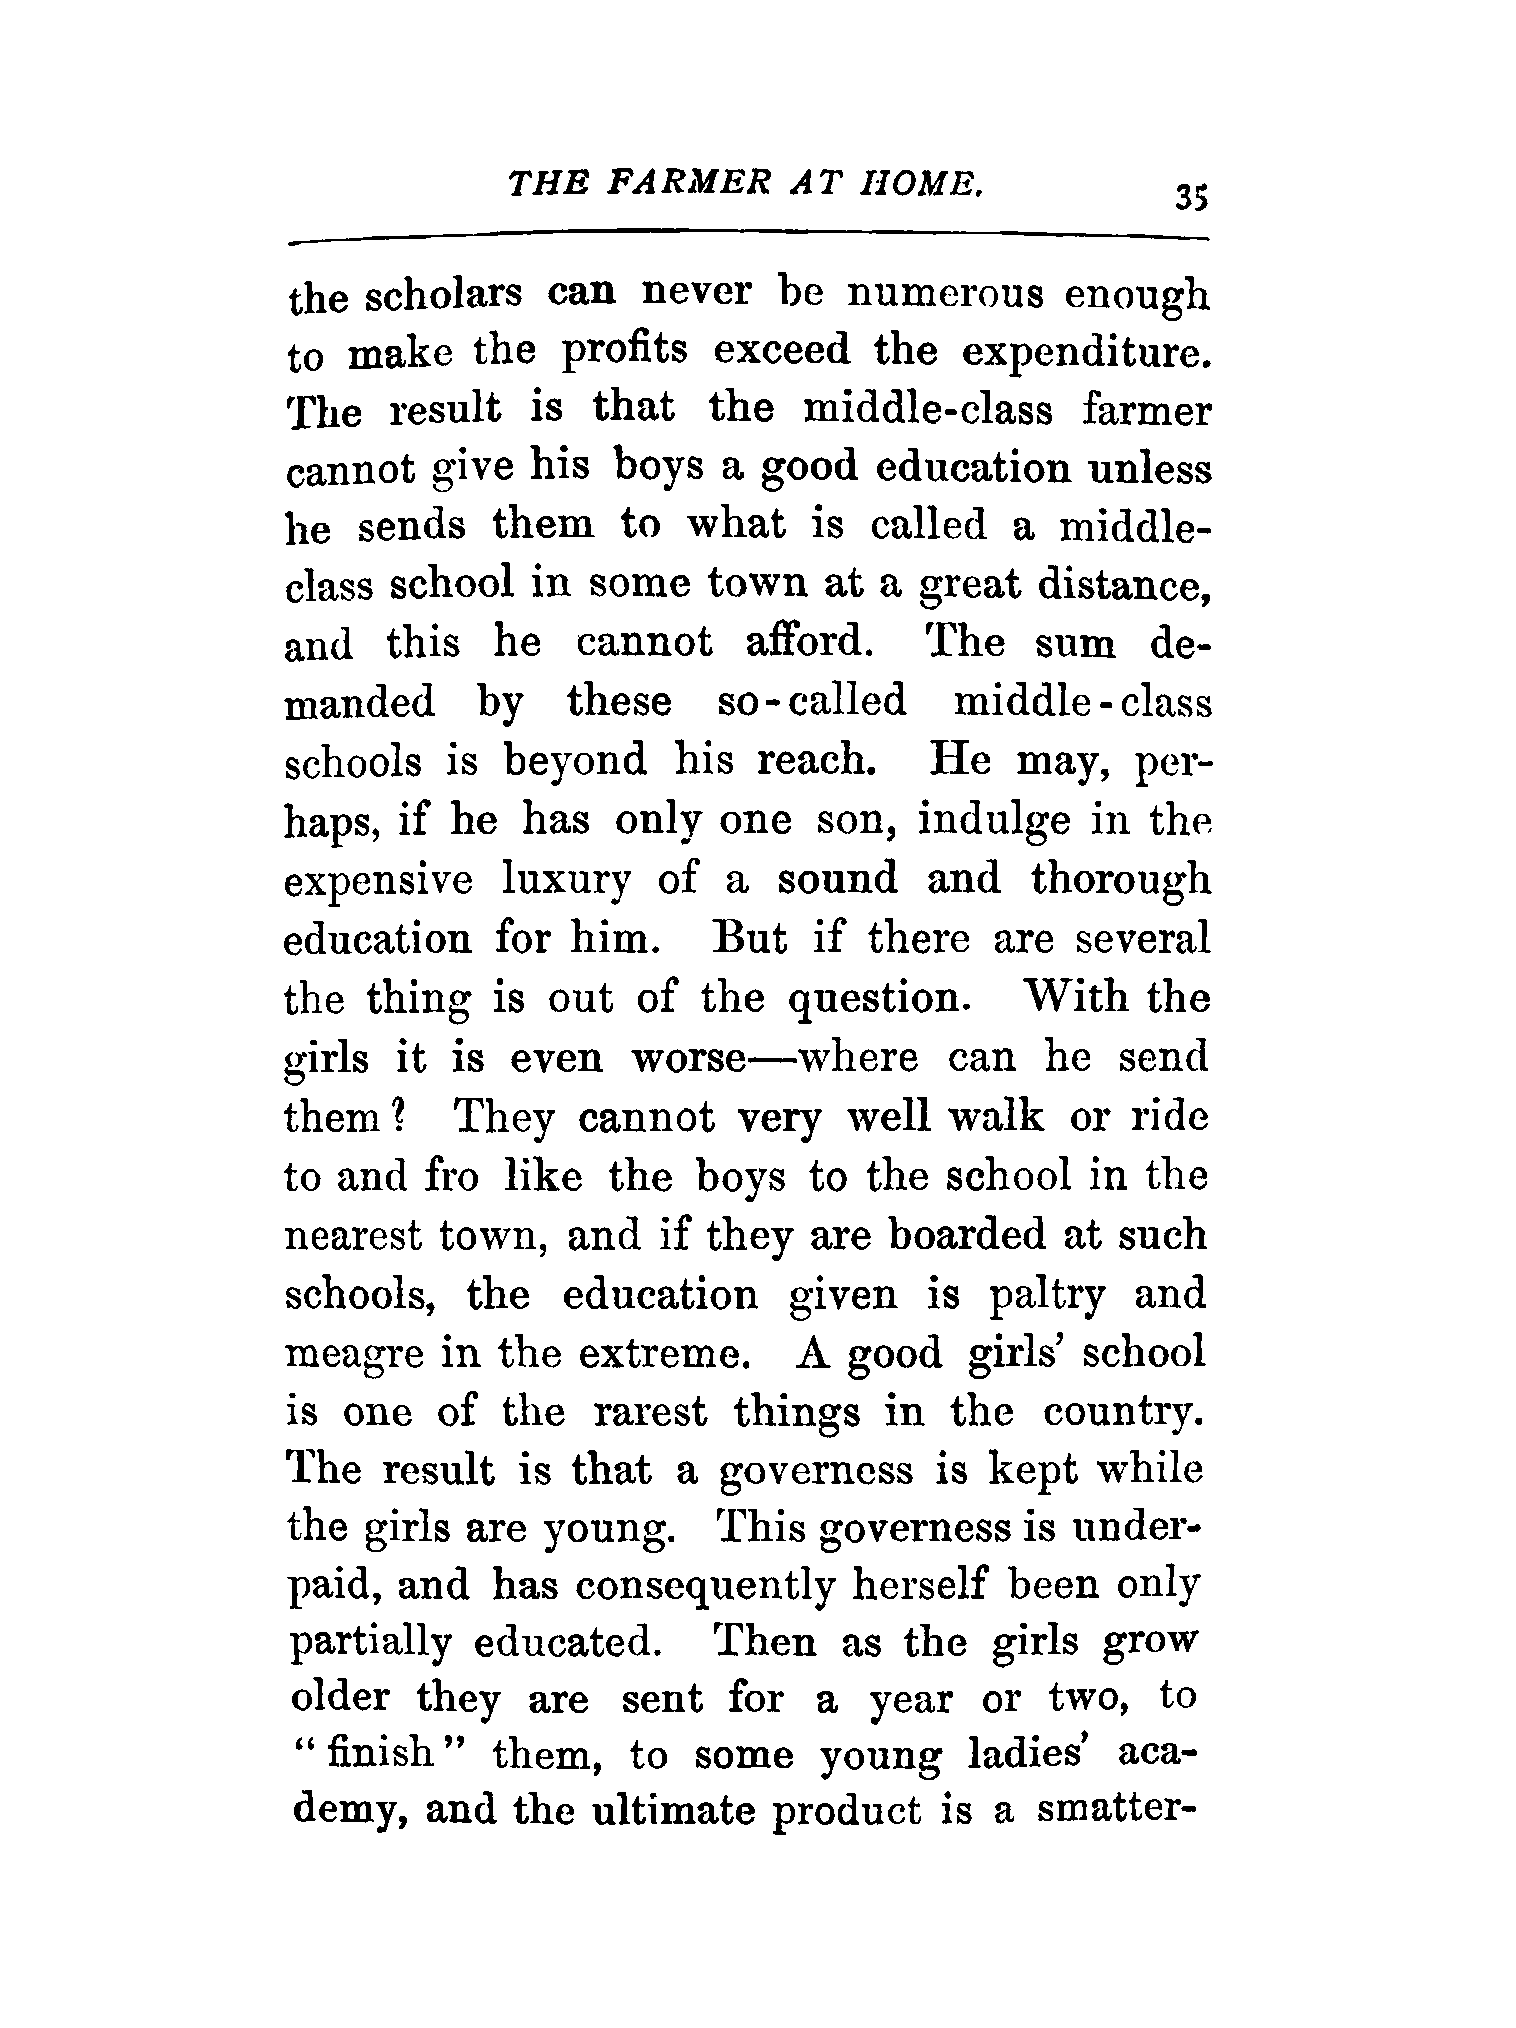 THE FARMER AT HOME. 35
the scholars can never be numerous enough
to make the profits exceed the expenditure.
The result is that the middle-class farmer
cannot give his boys a good education unless
he sends them to what is called a middle-
class school in some town at a great distance,
and this he cannot afford. The sum de-
manded by these so-called middle-class
schools is beyond his reach. He may, per-
haps, if he has only one son, indulge in the
expensive luxury of a sound and thorough
education for him. But if there are several
the thing is out of the question. With the
girls it is even worse—where can he send
them? They cannot very well walk or ride
to and fro like the boys to the school in the
nearest town, and if they are boarded at such
schools, the education given is paltry and
meagre in the extreme. A good girls' school
is one of the rarest things in the country.
The result is that a governess is kept while
the girls are young. This governess is under-
paid, and has consequently herself been only
partially educated. Then as the girls grow
older they are sent for a year or two, to
“finish” them, to some young ladies' aca-
demy, and the ultimate product is a smatter-